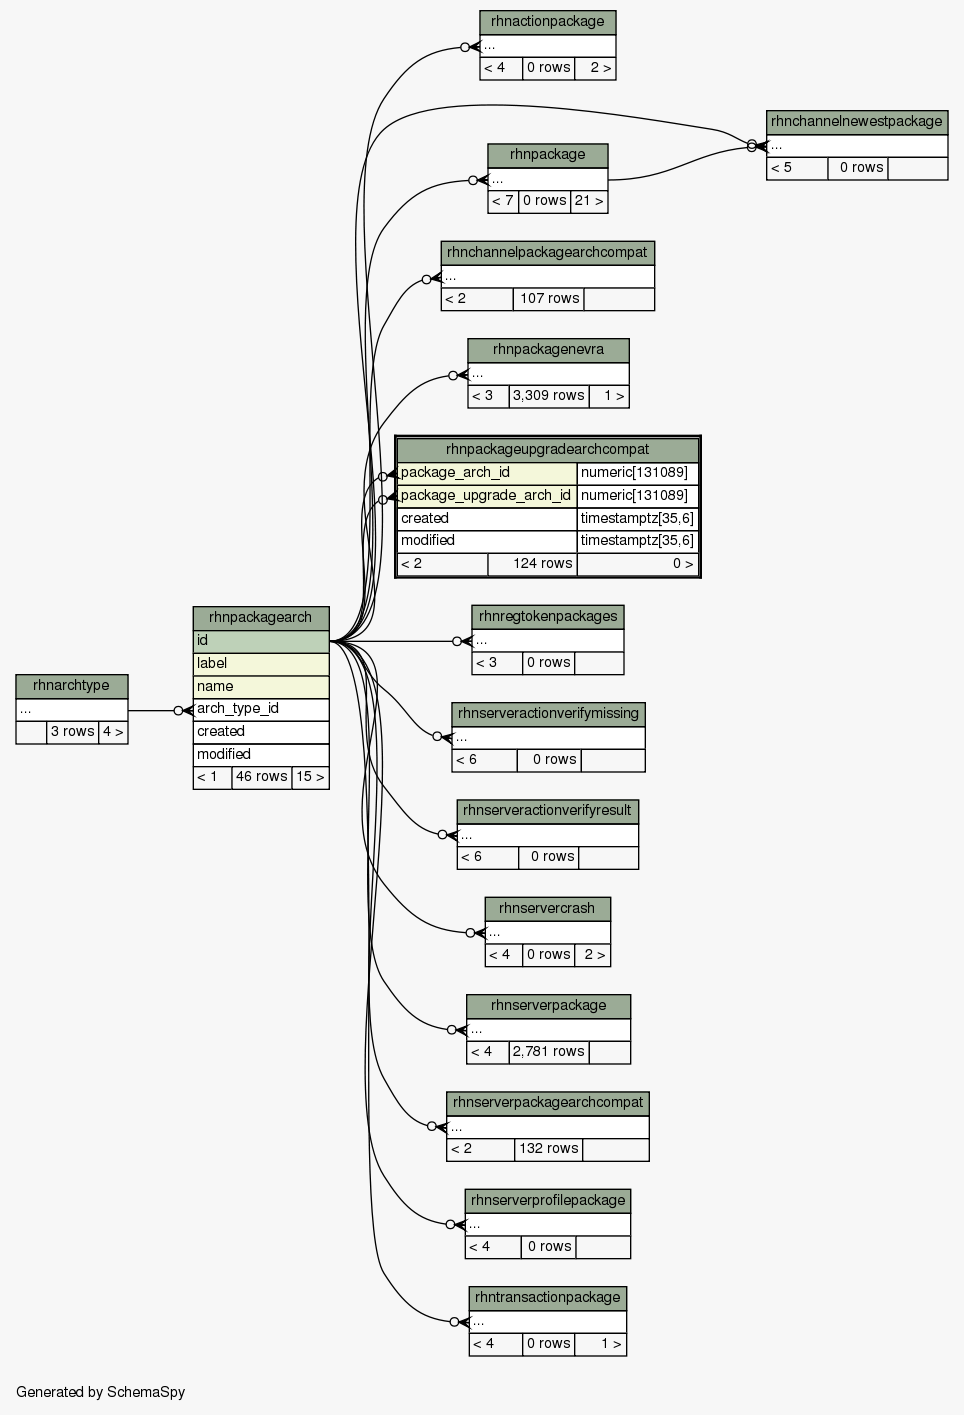 rhnactionpackage
...
< 4 0 rows 2 >
rhnchannelnewestpackage
...
< 5 0 rows
rhnpackage
...
< 7 0 rows 21 >
rhnchannelpackagearchcompat
...
< 2 107 rows
rhnpackagenevra
...
< 3 3,309 rows 1 >
rhnpackageupgradearchcompat
package_arch_id numeric[131089]
package_upgrade_arch_id numeric[131089]
created timestamptz[35,6]
modified timestamptz[35,6]
< 2 124 rows 0 >
rhnpackagearch
id
label
name
arch_type_id
created
modified
< 1 46 rows 15 >
rhnarchtype
...
3 rows 4 >
rhnregtokenpackages
...
< 3 0 rows
rhnserveractionverifymissing
...
< 6 0 rows
rhnserveractionverifyresult
...
< 6 0 rows
rhnservercrash
...
< 4 0 rows 2 >
rhnserverpackage
...
< 4 2,781 rows
rhnserverpackagearchcompat
...
< 2 132 rows
rhnserverprofilepackage
...
< 4 0 rows
rhntransactionpackage
...
< 4 0 rows 1 >
Generated by SchemaSpy